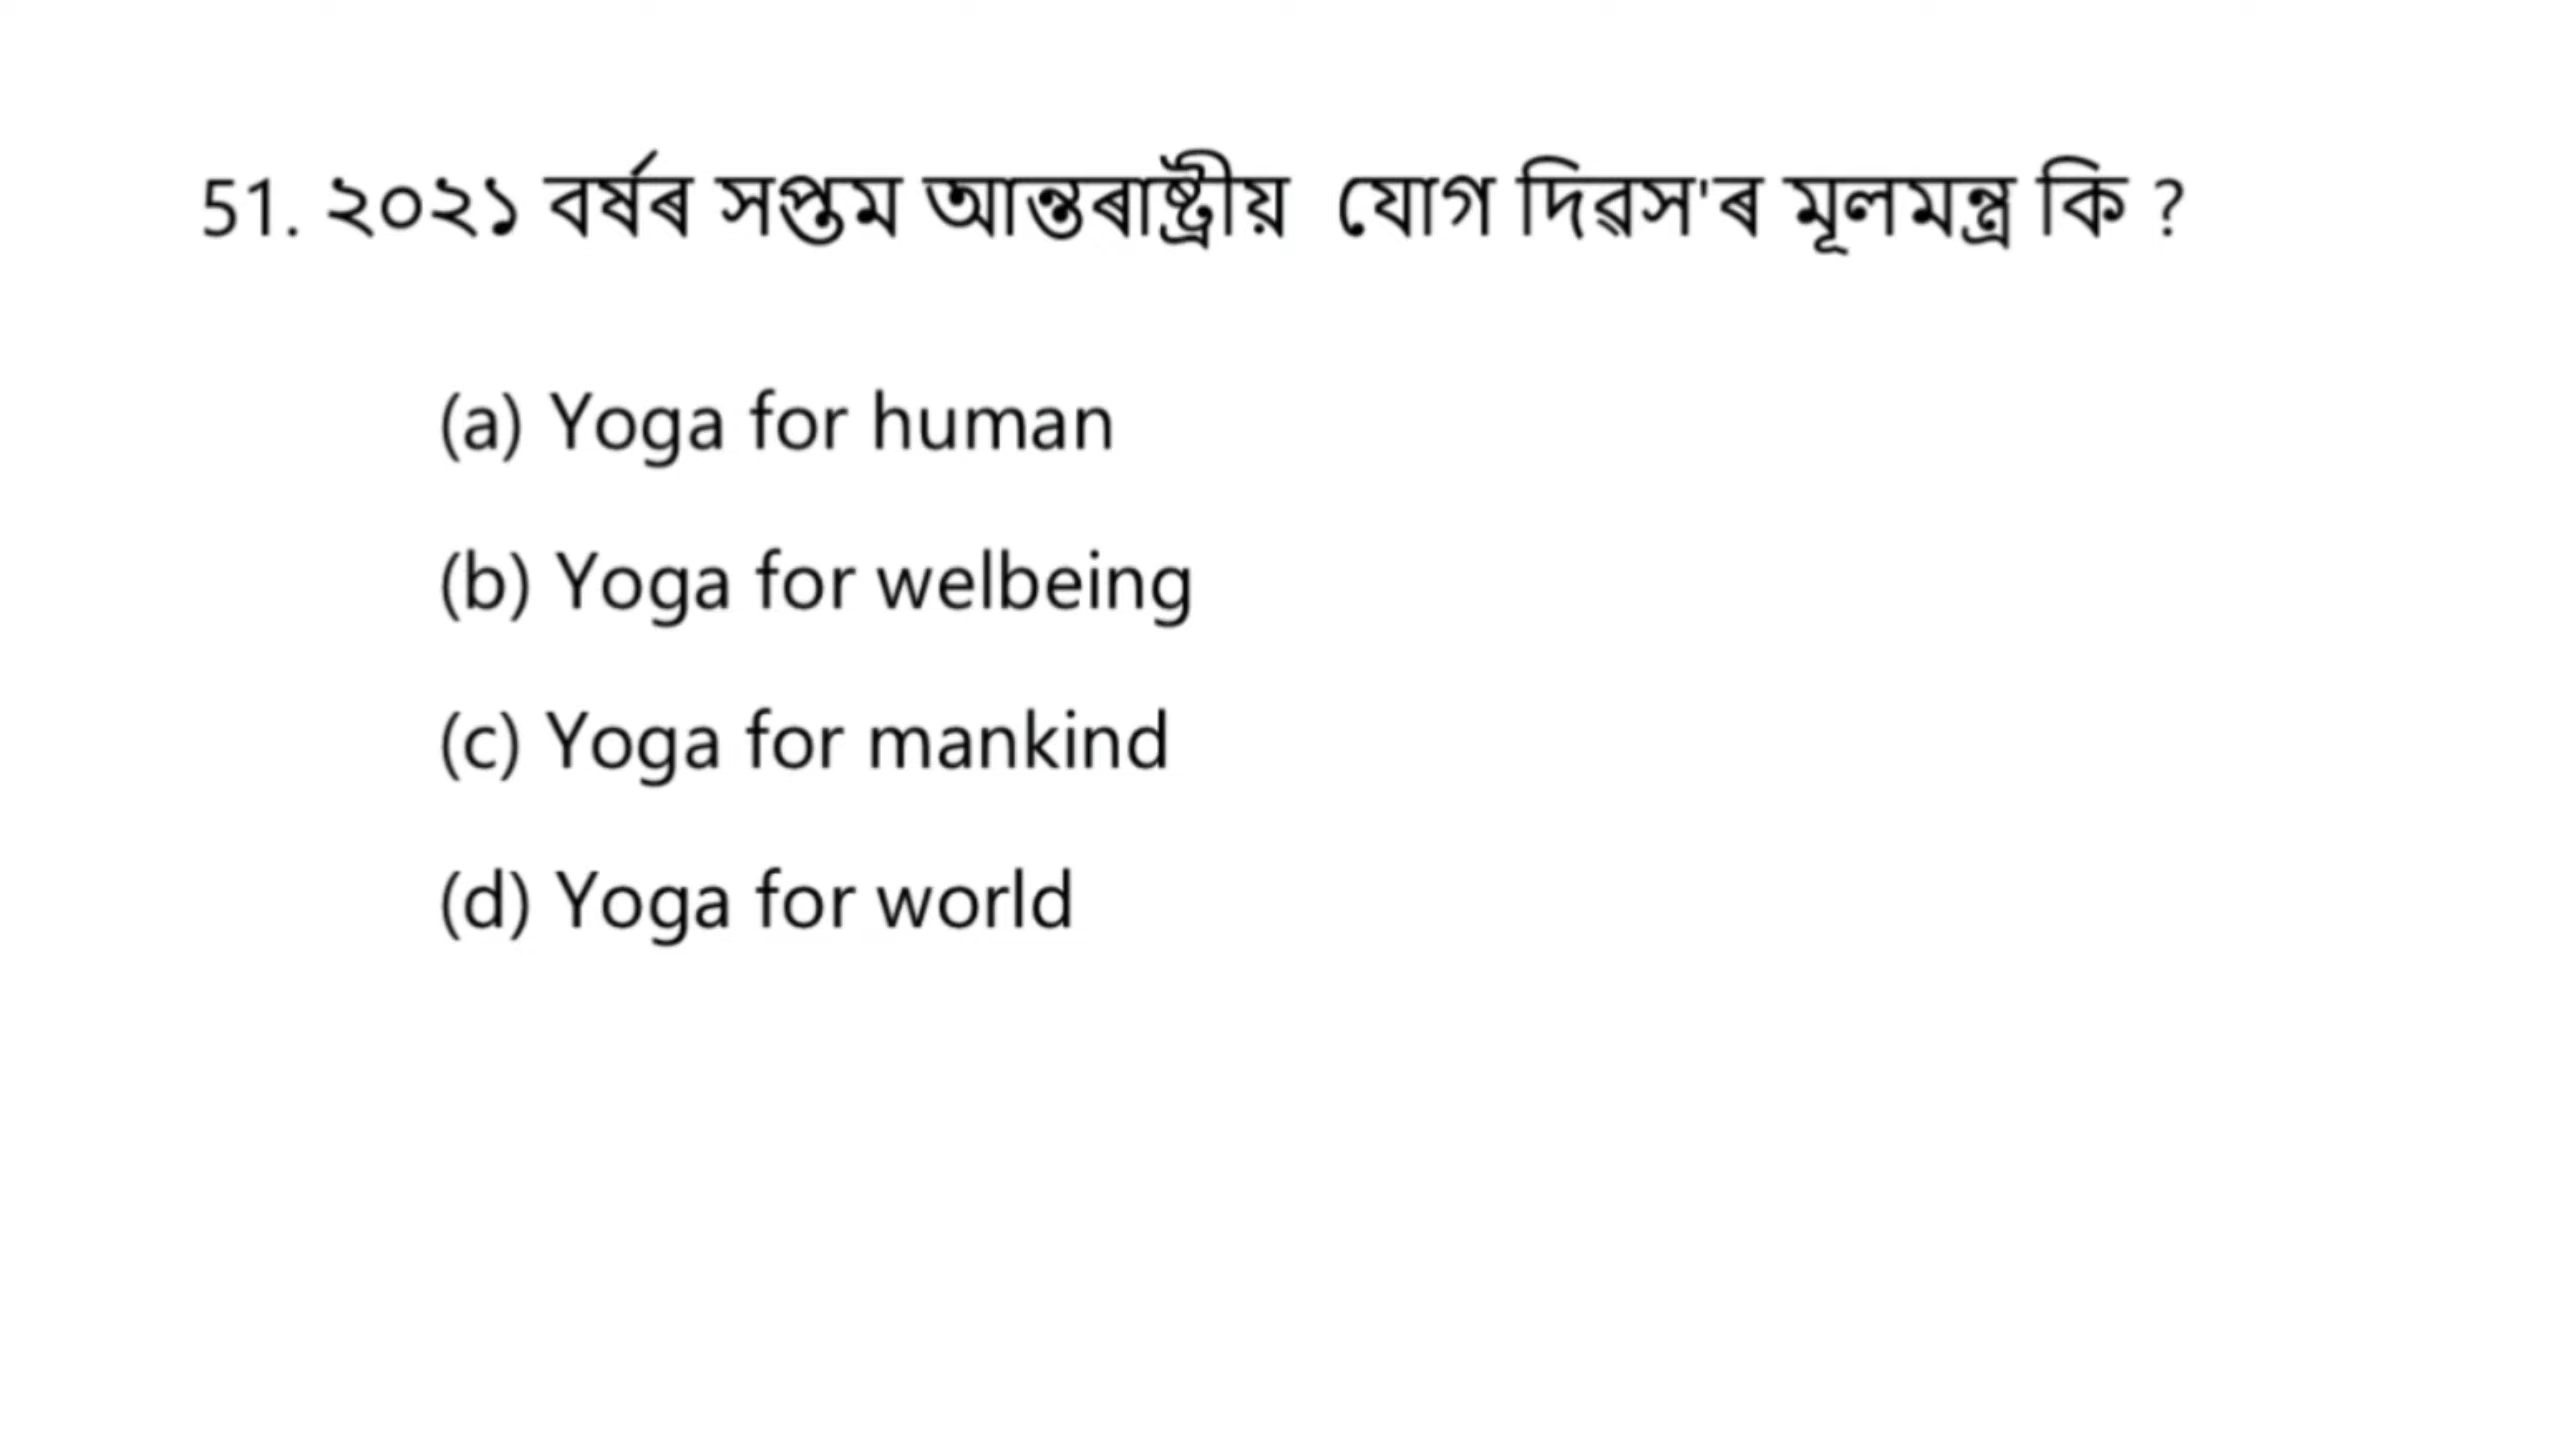 51. ২০২১ বৰ্ষৰ সপ্তম আন্তৰাষ্ট্ৰীয় যোগ দিৱস'ৰ মূলমন্ত্ৰ কি ?
(a) Yoga for human
(b) Yoga for welbeing
(c) Yoga for mankind
(d) Yoga for world